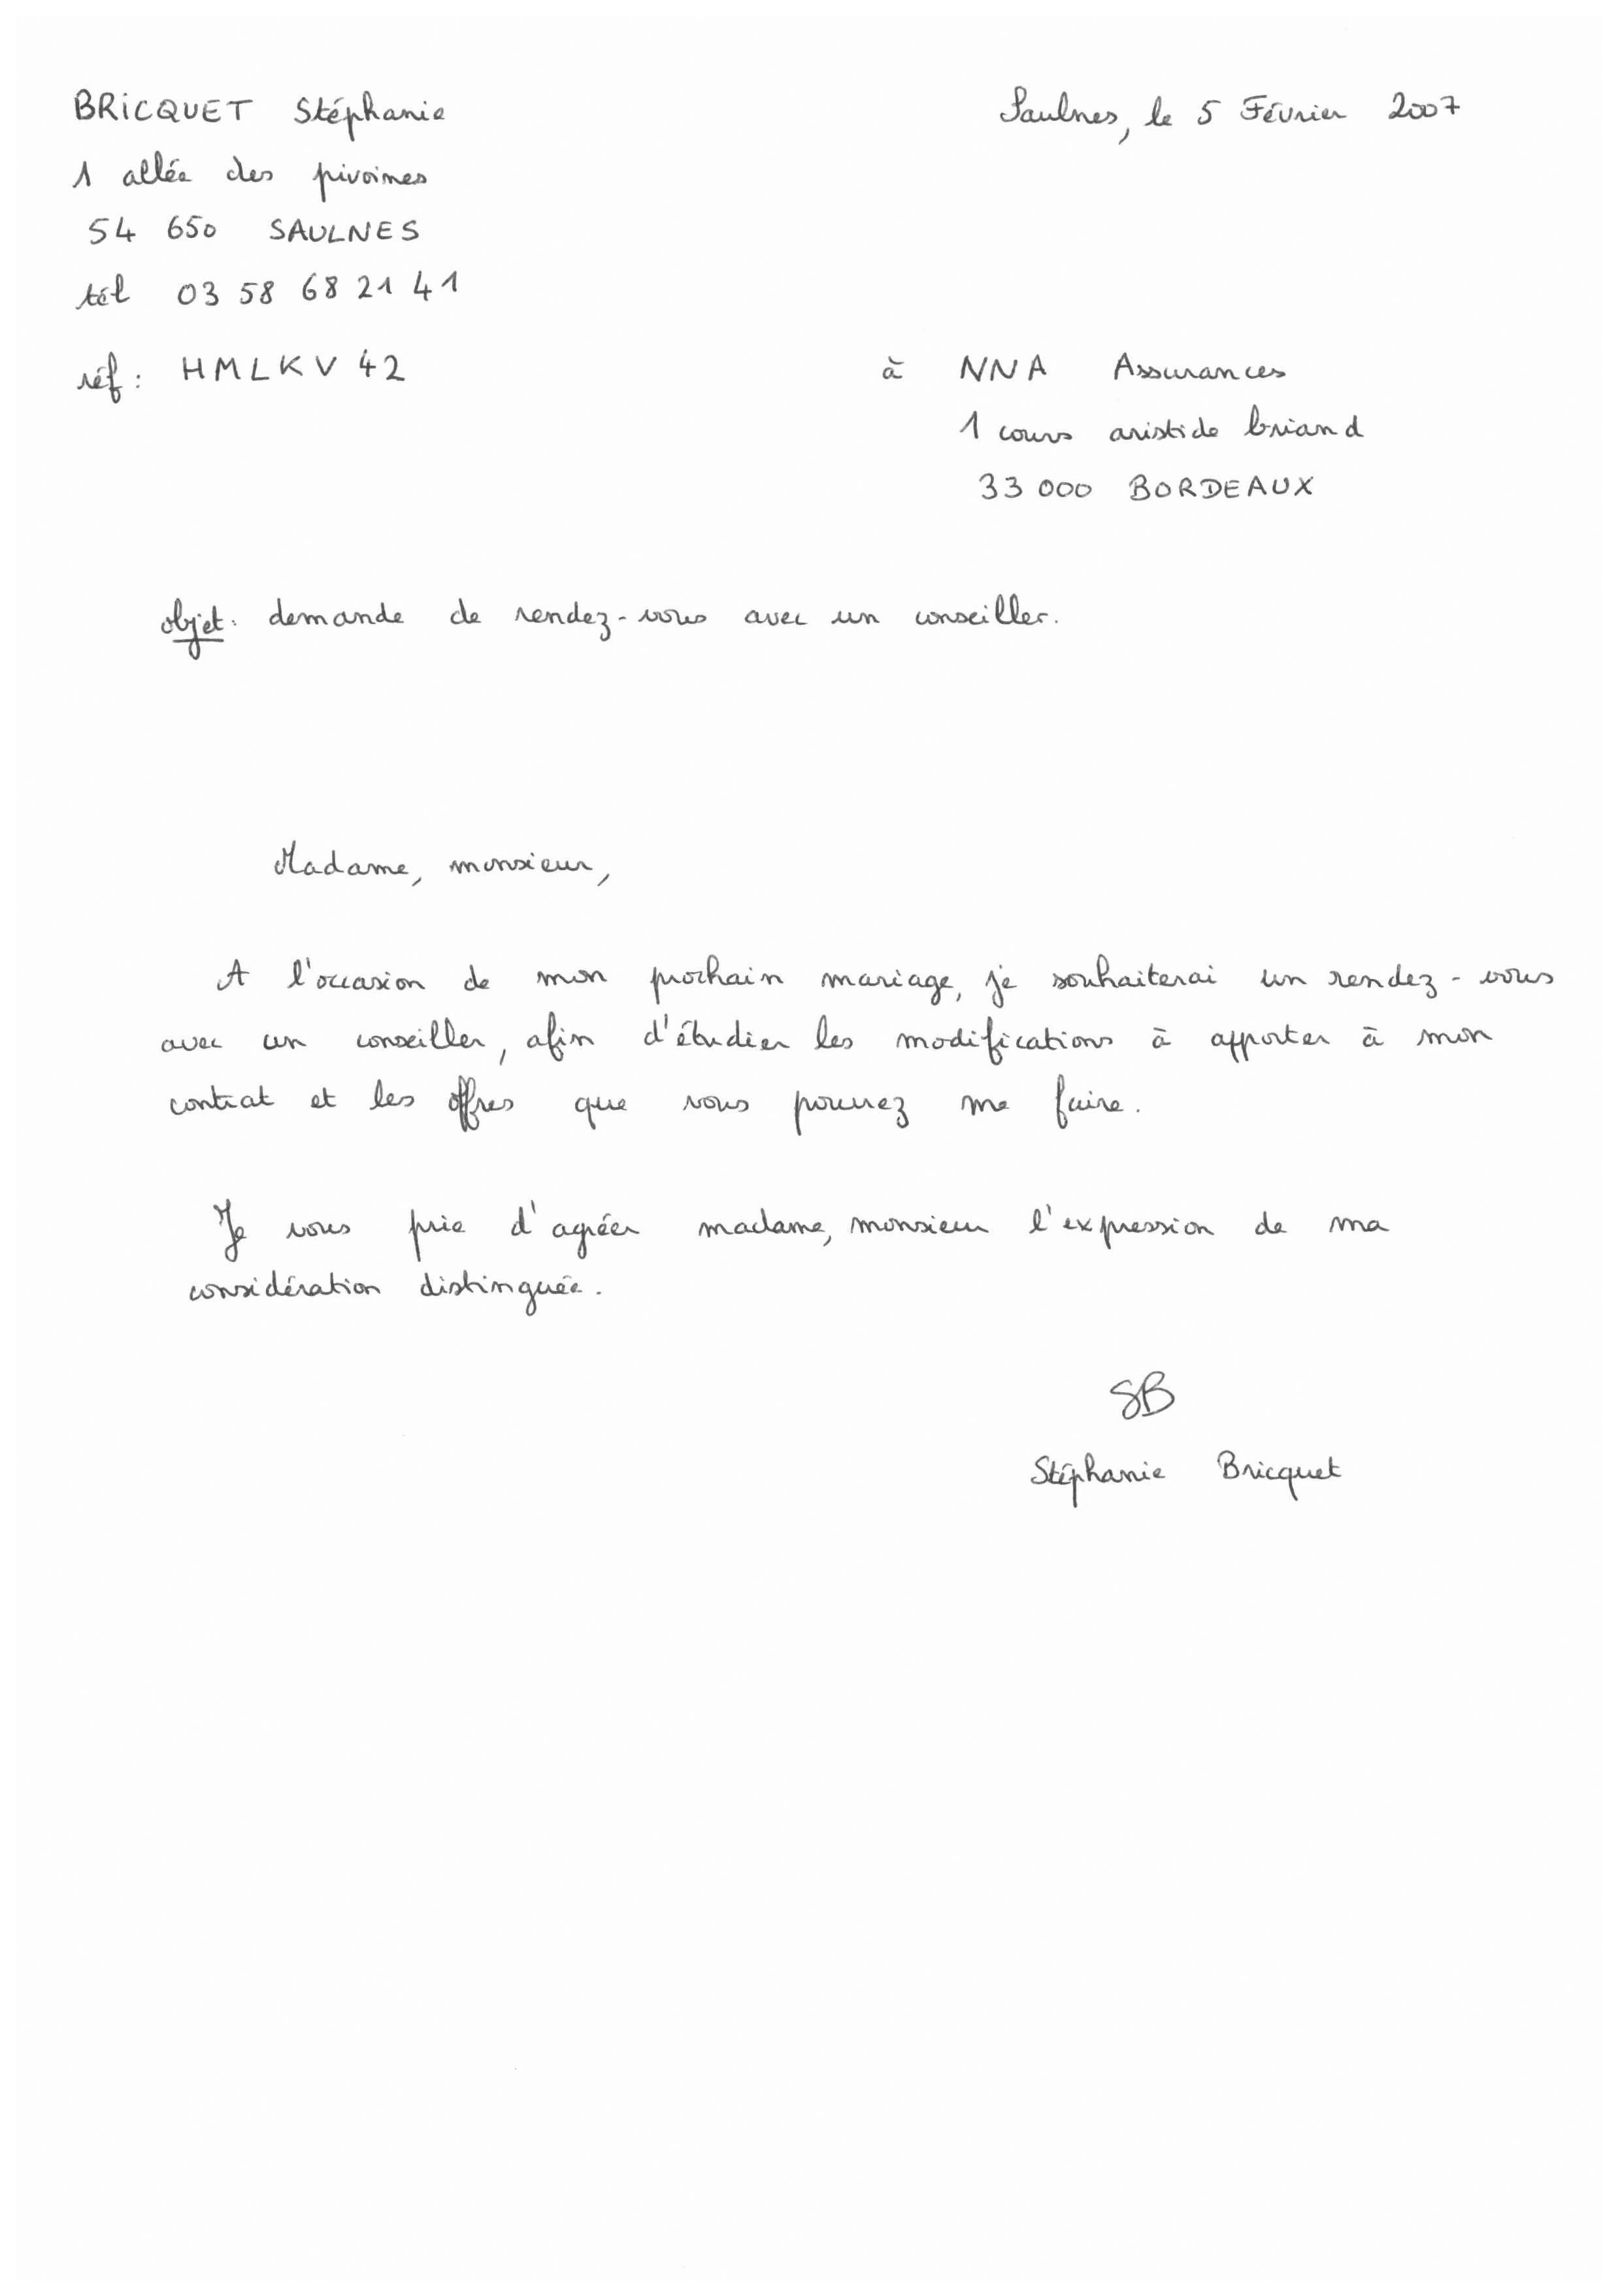 BRICQUET Stéphanie
Saulnes, le 5 Février 2007
1 allée des pivoines
54 650 SAULNES
tél 03 58 68 21 41
réf : HMLKV 42
à NNA Assurances
1 cours aristide briand
33 000 BORDEAUX
objet : demande de rendez-vous avec un conseiller.
Madame, monsieur,
A l'occasion de mon prochain mariage, je souhaiterai un rendez-vous
avec un conseiller, afin d'étudier les modifications à apporter à mon
contrat et les offres que vous pourrez me faire.
Je vous prie d'agréer madame, monsieur l'expression de ma
considération distinguée.
SB
Stéphanie Bricquet